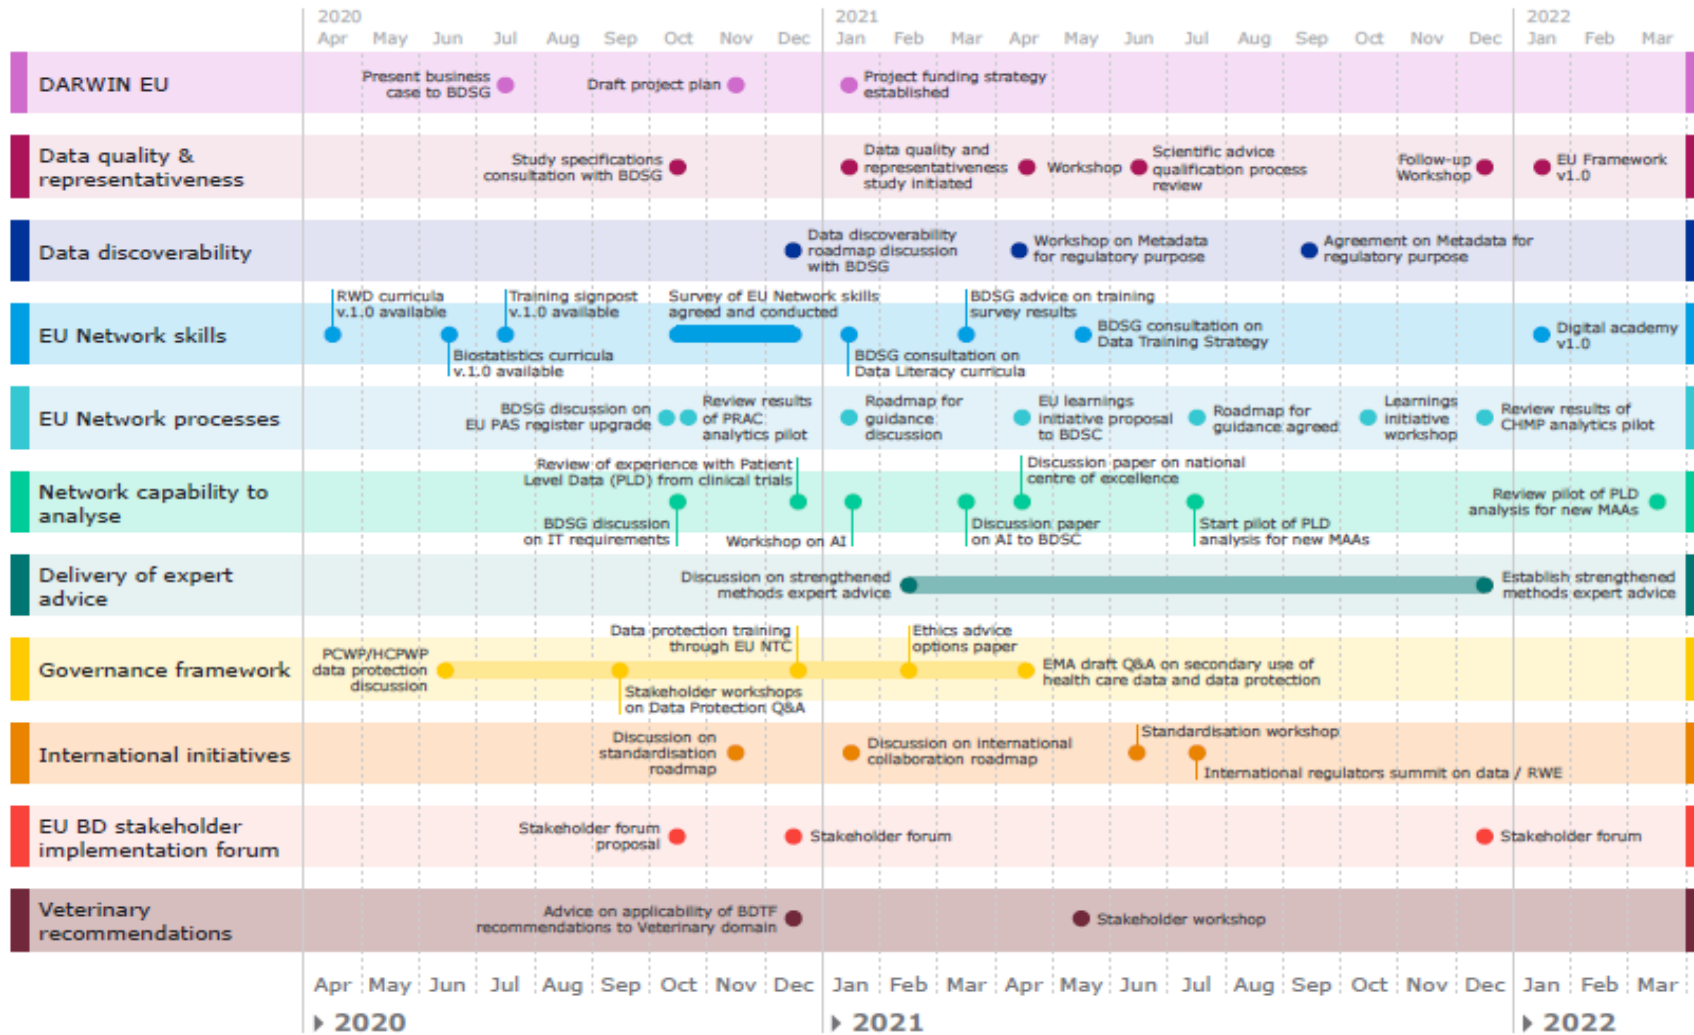 2020 2021 2022
Apr May Jun Jul Aug Sep Oct Nov Dec Jan Feb Mar Apr May Jun Jul Aug Sep Oct Nov Dec Jan Feb Mar
DARWIN EU
Present business
case to BDSG
Draft project plan
Project funding strategy
established
Data quality &
representativeness
Study specifications
consultation with BDSG
Data quality and
representativeness
study initiated
Workshop
Scientific advice
qualification process
review
Follow-up
Workshop
EU Framework
v1.0
Data discoverability
Data discoverability
roadmap discussion
with BDSG
Workshop on Metadata
for regulatory purpose
Agreement on Metadata for
regulatory purpose
EU Network skills
RWD curricula
v.1.0 available
Biostatistics curricula
v.1.0 available
Training signpost
v.1.0 available
Survey of EU Network skills
agreed and conducted
BDSG consultation on
Data Literacy curricula
BDSG advice on training
survey results
BDSG consultation on
Data Training Strategy
Digital academy
v1.0
EU Network processes
BDSG discussion on
EU PAS register upgrade
Review results
of PRAC
analytics pilot
Roadmap for
guidance
discussion
EU learnings
initiative proposal
to BDSC
Roadmap for
guidance agreed
Learnings
initiative
workshop
Review results of
CHMP analytics pilot
Network capability to
analyse
Review of experience with Patient
Level Data (PLD) from clinical trials
BDSG discussion
on IT requirements
Workshop on AI
Discussion paper
on AI to BDSC
Discussion paper on national
centre of excellence
Start pilot of PLD
analysis for new MAAs
Review pilot of PLD
analysis for new MAAs
Delivery of expert
advice
Discussion on strengthened
methods expert advice
Establish strengthened
methods expert advice
Governance framework
PCWP/HCPWP
data protection
discussion
Stakeholder workshops
on Data Protection Q&A
Data protection training
through EU NTC
Ethics advice
options paper
EMA draft Q&A on secondary use of
health care data and data protection
International initiatives
Discussion on
standardisation
roadmap
Discussion on international
collaboration roadmap
Standardisation workshop
International regulators summit on data / RWE
EU BD stakeholder
implementation forum
Stakeholder forum
proposal
Stakeholder forum
Stakeholder forum
Veterinary
recommendations
Advice on applicability of BDTF
recommendations to Veterinary domain
Stakeholder workshop
Apr May Jun Jul Aug Sep Oct Nov Dec Jan Feb Mar Apr May Jun Jul Aug Sep Oct Nov Dec Jan Feb Mar
2020 2021 2022